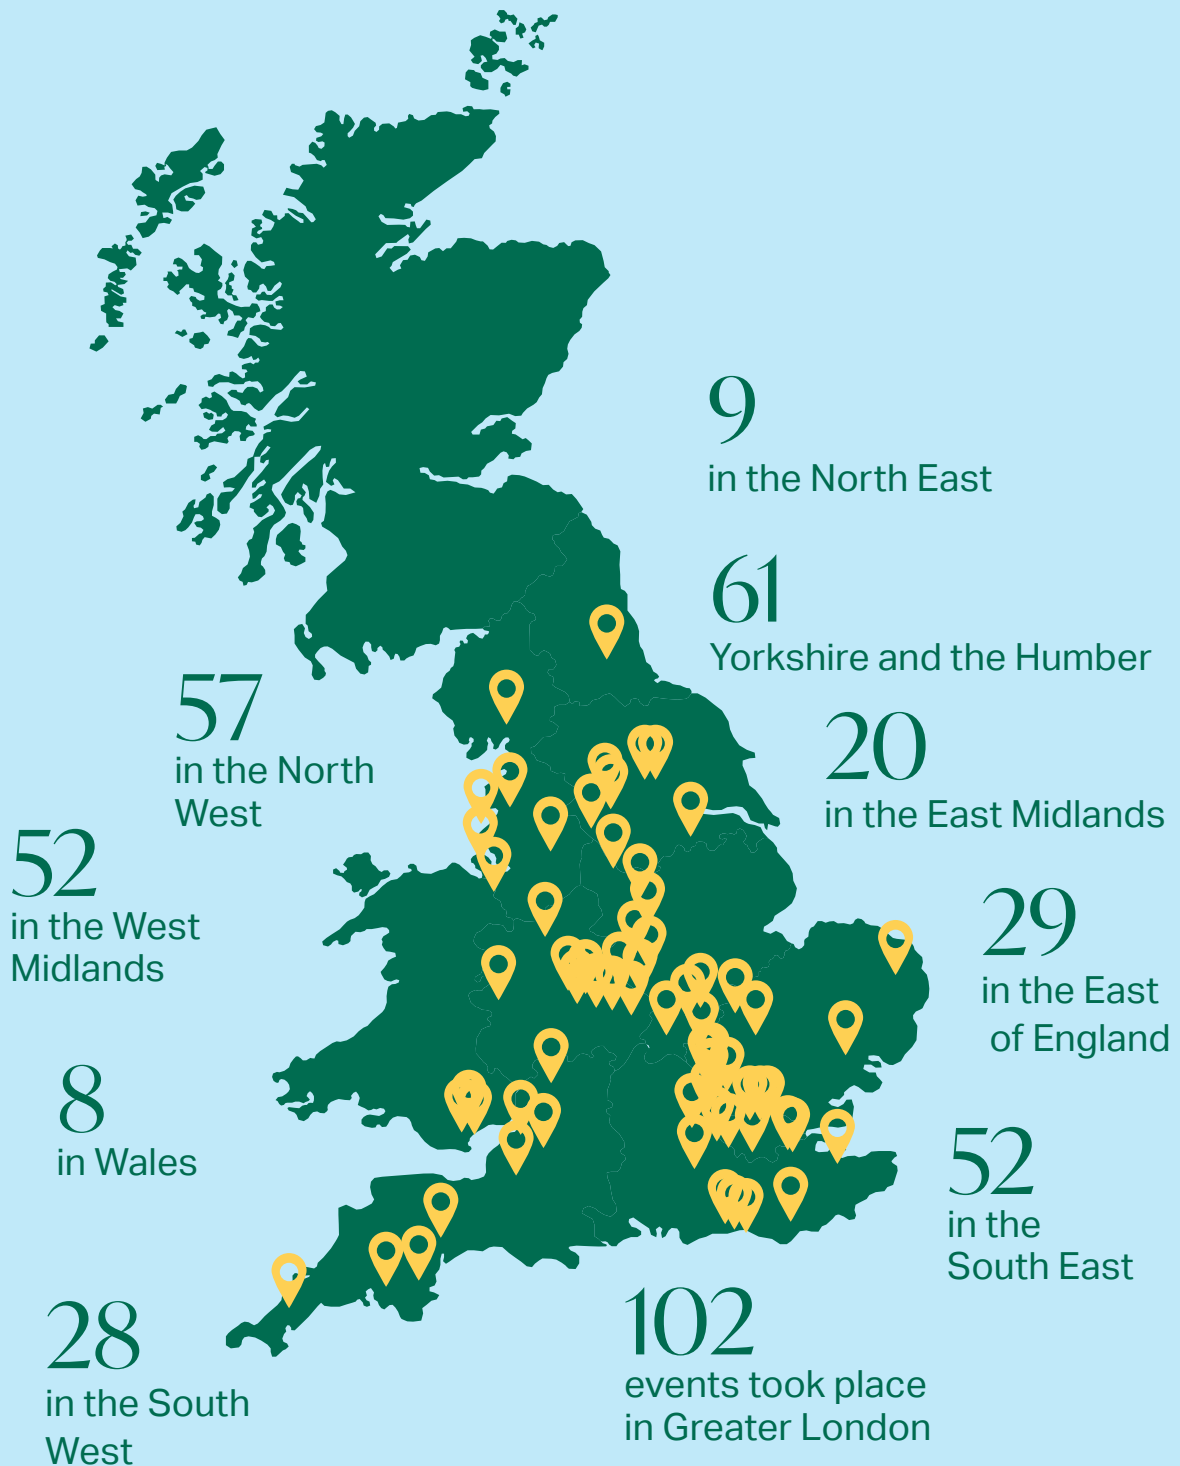 9
in the North East
61
Yorkshire and the Humber
57
in the North
West
20
in the East Midlands
52
in the West
Midlands
29
in the East
of England
8
in Wales
52
in the
South East
28
in the South
West
102
events took place
in Greater London